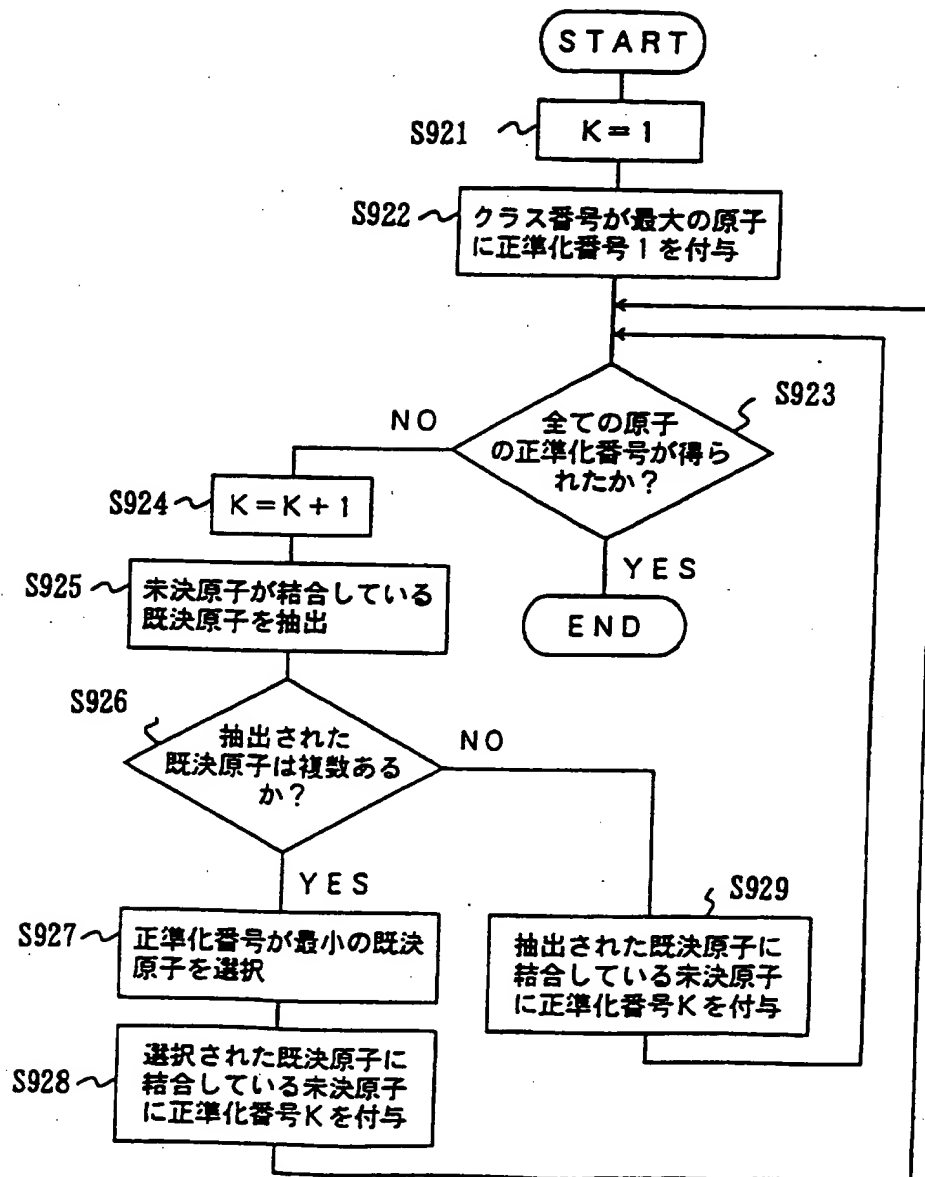 START
S921
K=1
S922
クラス番号が最大の原子
に正準化番号1を付与
S923
全ての原子
の正準化番号が得ら
れたか?
NO
YES
END
S924
K=K+1
S925
未決原子が結合している
既決原子を抽出
S926
抽出された
既決原子は複数ある
か?
NO
YES
S927
正準化番号が最小の既決
原子を選択
S928
選択された既決原子に
結合している未決原子
に正準化番号Kを付与
S929
抽出された既決原子に
結合している未決原子
に正準化番号Kを付与